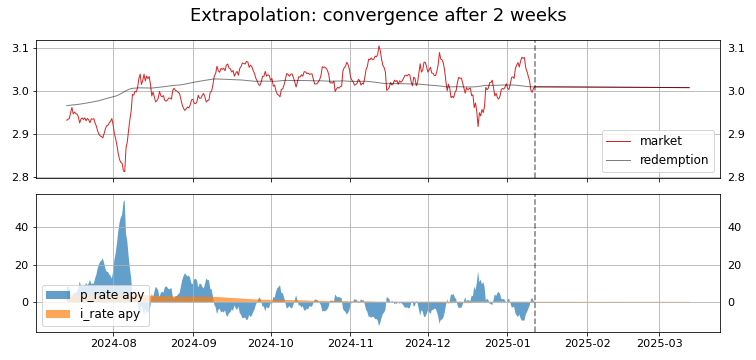 Extrapolation: convergence after 2 weeks
3.1 3.1
3.0 3.0
2.9 2.9
2.8 2.8
market
redemption
40 40
20 20
0 0
p_rate apy
i_rate apy
2024-08 2024-09 2024-10 2024-11 2024-12 2025-01 2025-02 2025-03